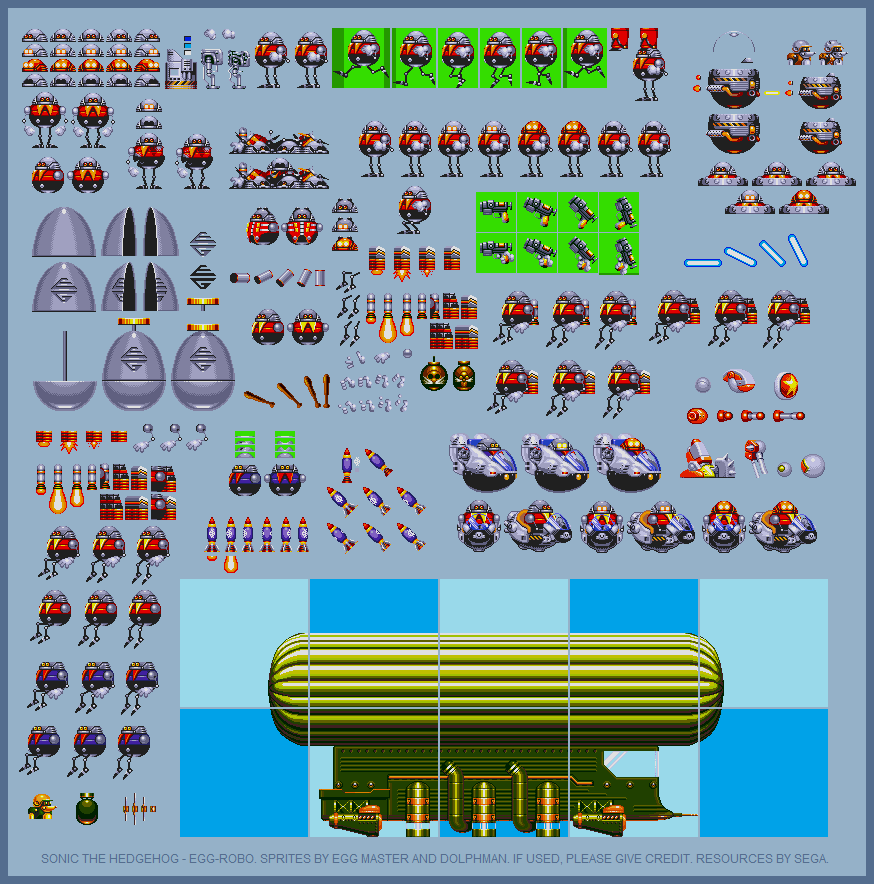 SONIC THE HEDGEHOG - EGG-ROBO. SPRITES BY EGG MASTER AND DOLPHMAN. IF USED, PLEASE GIVE CREDIT. RESOURCES BY SEGA.